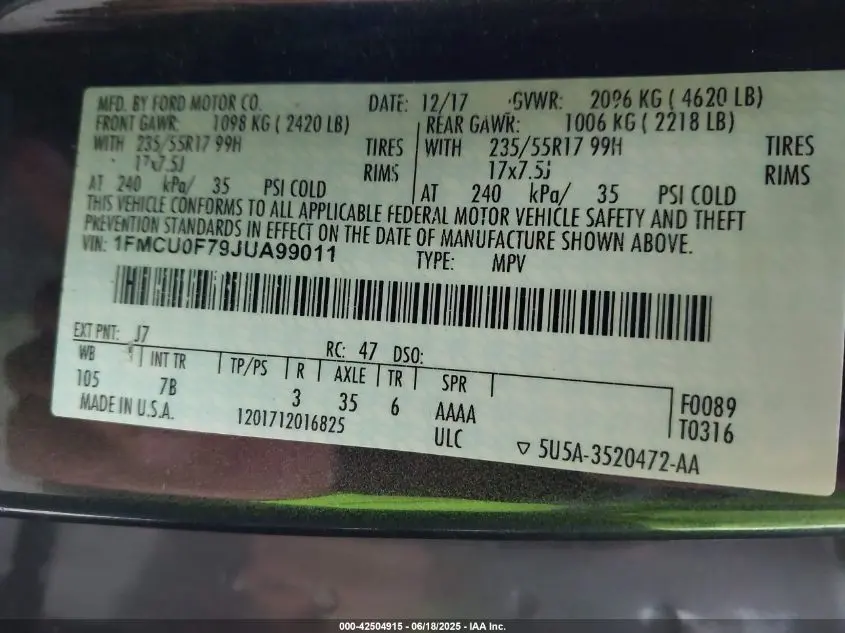 MFD. BY FORD MOTOR CO. DATE: 12/17 GVWR: 2096 KG ( 4620 LB)
FRONT GAWR: 1098 KG ( 2420 LB) REAR GAWR: 1006 KG ( 2218 LB)
WITH 235/55R17 99H TIRES WITH 235/55R17 99H TIRES
17x7.5J RIMS 17x7.5J RIMS
AT 240 kPa/ 35 PSI COLD AT 240 kPa/ 35 PSI COLD
THIS VEHICLE CONFORMS TO ALL APPLICABLE FEDERAL MOTOR VEHICLE SAFETY AND THEFT
PREVENTION STANDARDS IN EFFECT ON THE DATE OF MANUFACTURE SHOWN ABOVE.
VIN: 1FMCU0F79JUA99011 TYPE: MPV
EXT PNT: J7 RC: 47 DSO:
WB INT TR TP/PS R AXLE TR SPR
105 7B 3 35 6 AAAA F0089
MADE IN U.S.A. 1201712016825 ULC T0316
5U5A-3520472-AA
000-42504915 - 06/18/2025 - IAA Inc.